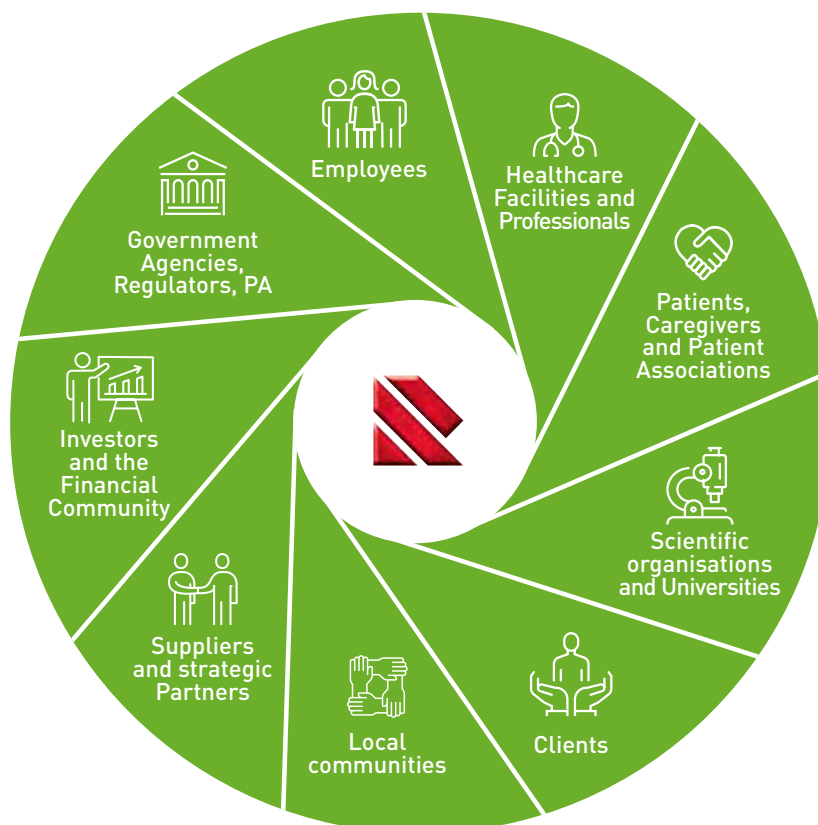 Employees
Healthcare
Facilities and
Professionals
Patients,
Caregivers
and Patient
Associations
Scientific
organisations
and Universities
Clients
Local
communities
Suppliers
and strategic
Partners
Investors
and the
Financial
Community
Government
Agencies,
Regulators, PA